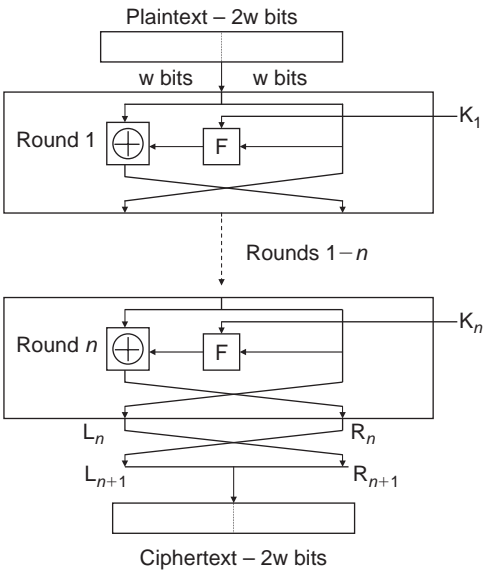 Plaintext – 2w bits
w bits w bits
K₁
Round 1 ⊕ F
Rounds 1−n
Kₙ
Round n ⊕ F
Lₙ Rₙ
Lₙ₊₁ Rₙ₊₁
Ciphertext – 2w bits